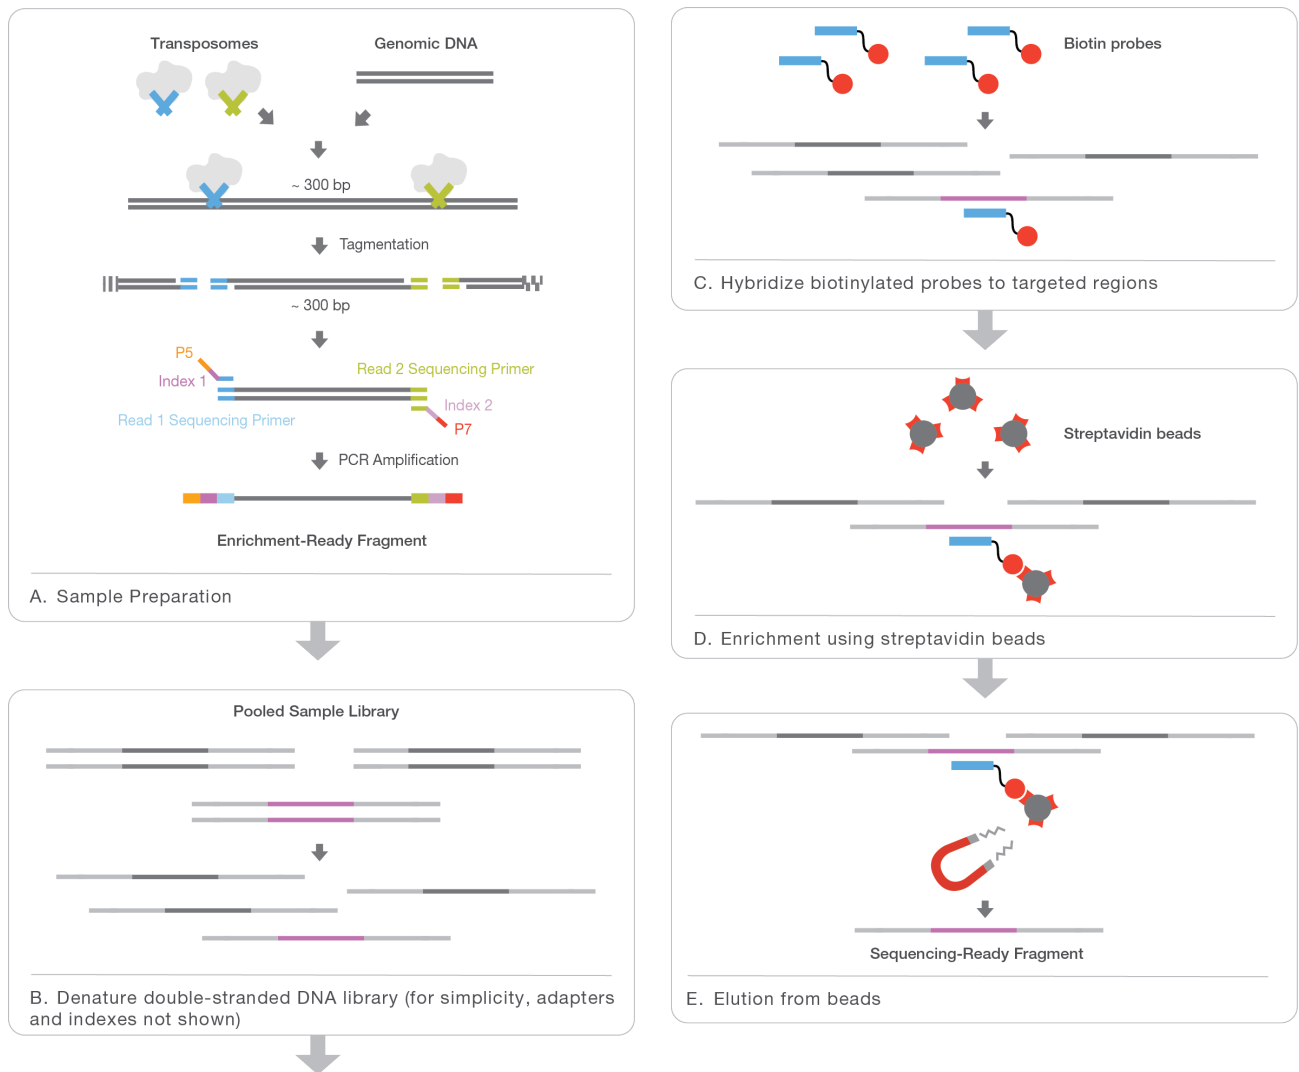 Transposomes
Genomic DNA
~ 300 bp
Tagmentation
~ 300 bp
P5
Index 1
Read 2 Sequencing Primer
Read 1 Sequencing Primer
Index 2
P7
PCR Amplification
Enrichment-Ready Fragment
A. Sample Preparation
Pooled Sample Library
B. Denature double-stranded DNA library (for simplicity, adapters
and indexes not shown)
Biotin probes
C. Hybridize biotinylated probes to targeted regions
Streptavidin beads
D. Enrichment using streptavidin beads
Sequencing-Ready Fragment
E. Elution from beads